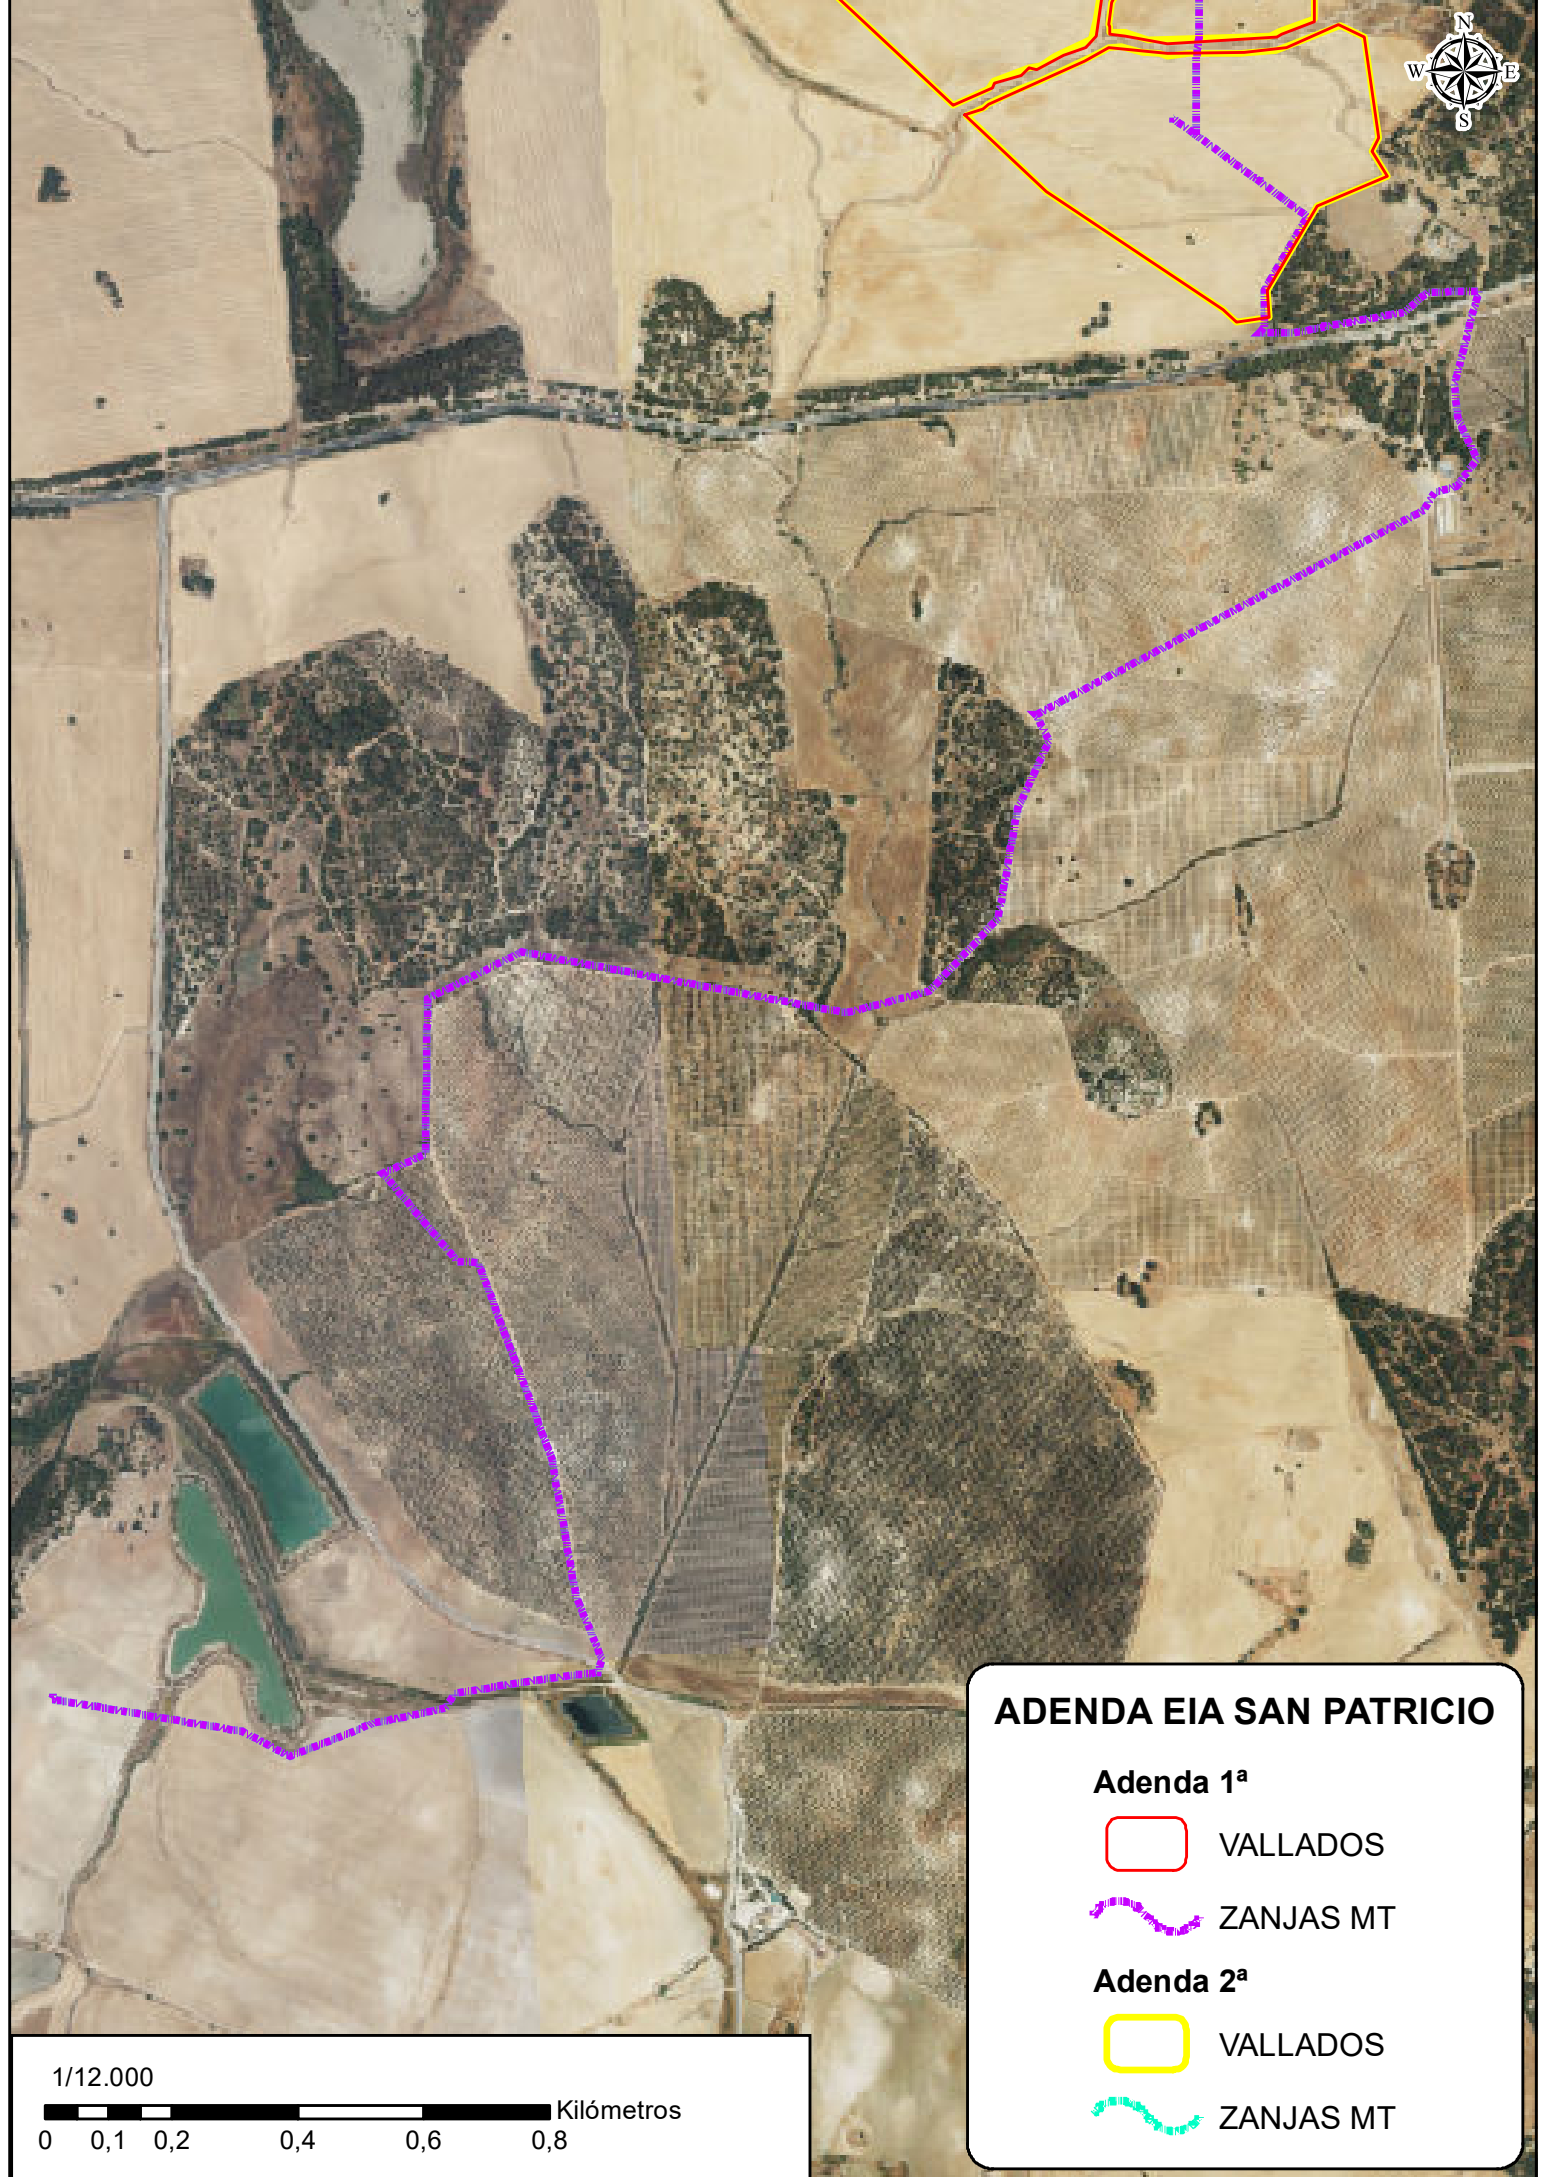 N
W E
S
ADENDA EIA SAN PATRICIO
Adenda 1ª
VALLADOS
ZANJAS MT
Adenda 2ª
VALLADOS
ZANJAS MT
1/12.000
Kilómetros
0 0,1 0,2 0,4 0,6 0,8